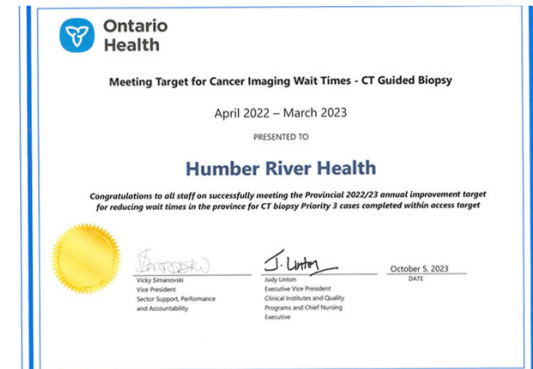 Ontario
Health
Meeting Target for Cancer Imaging Wait Times - CT Guided Biopsy
April 2022 – March 2023
PRESENTED TO
Humber River Health
Congratulations to all staff on successfully meeting the Provincial 2022/23 annual improvement target
for reducing wait times in the province for CT biopsy Priority 3 cases completed within access target
J. Linton
October 5, 2023
Vicky Simanovski
Vice President
Sector Support, Performance
and Accountability
Judy Linton
Executive Vice President
Clinical Institutes and Quality
Programs and Chief Nursing
Executive
DATE